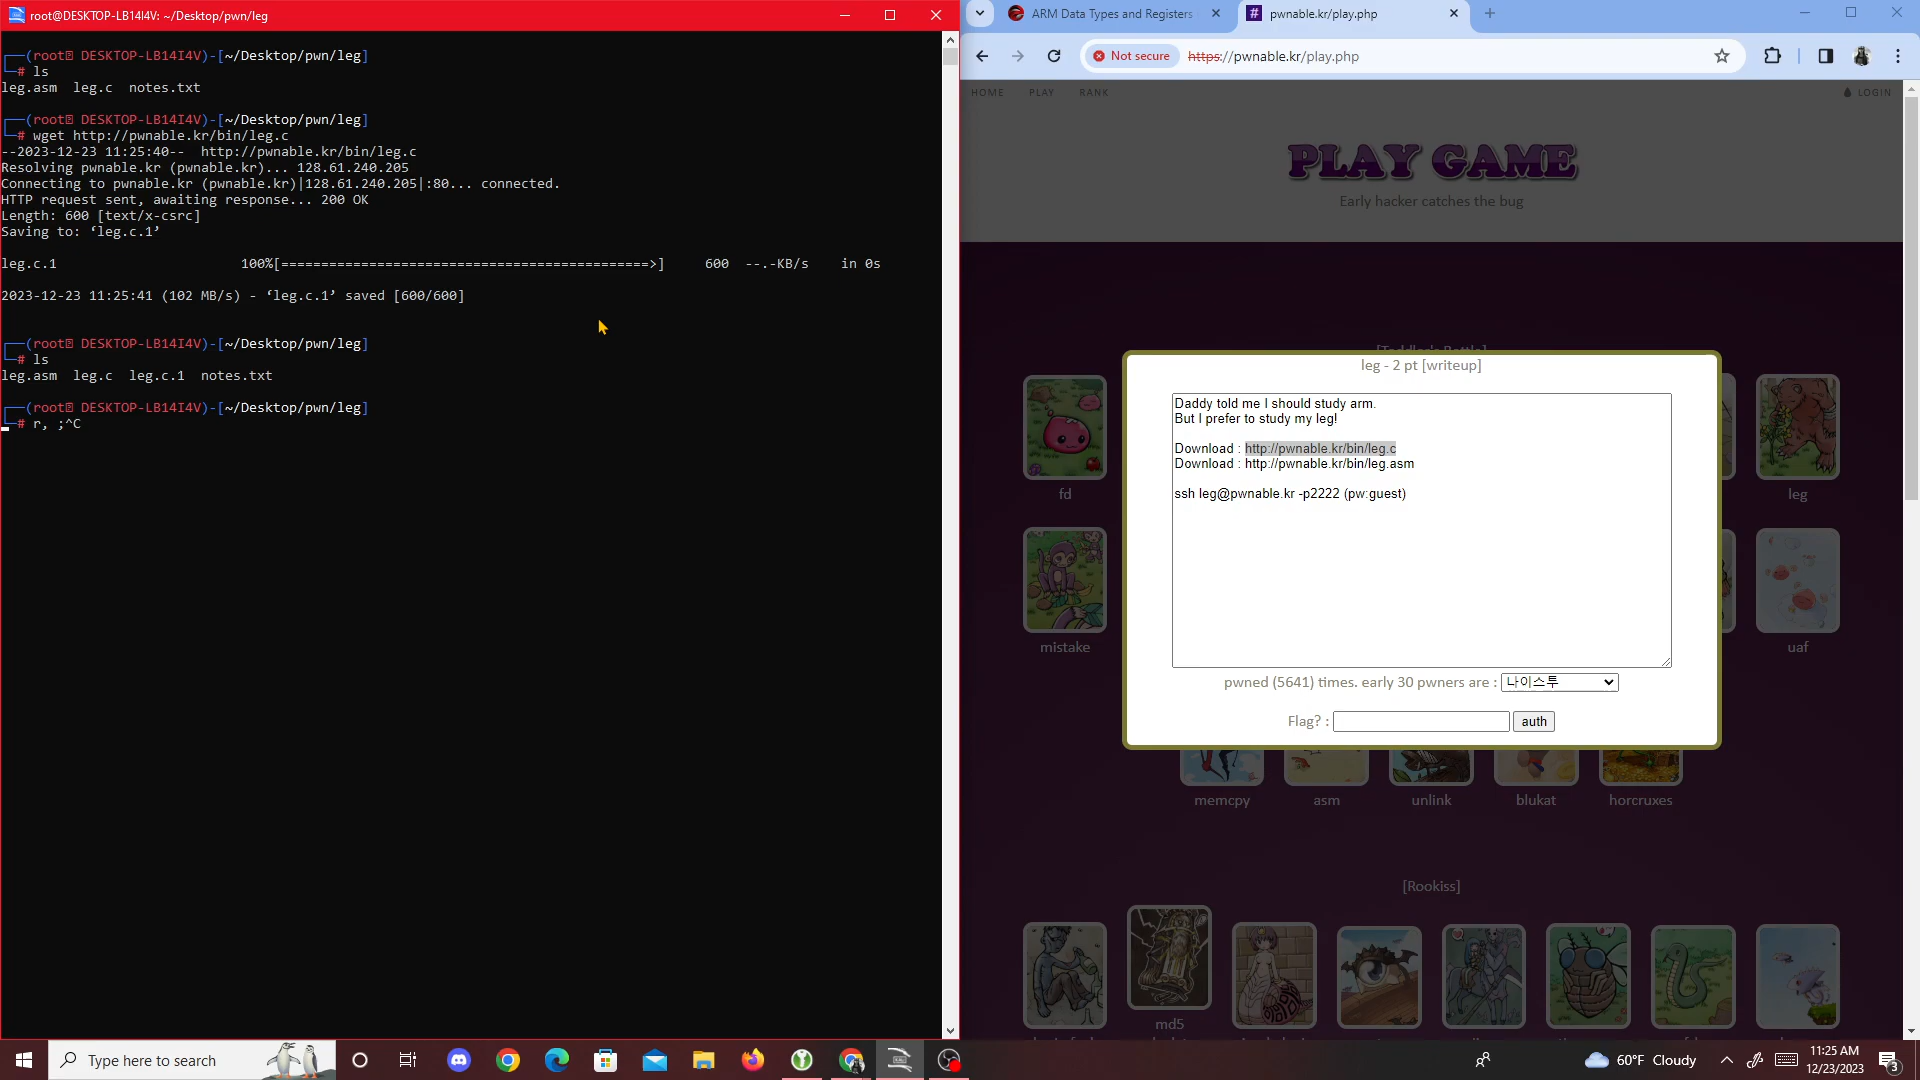 root@DESKTOP-LB14I4V: ~/Desktop/pwn/leg
(root DESKTOP-LB14I4V)-[~/Desktop/pwn/leg]
# ls
leg.asm  leg.c  notes.txt
(root DESKTOP-LB14I4V)-[~/Desktop/pwn/leg]
# wget http://pwnable.kr/bin/leg.c
--2023-12-23 11:25:40--  http://pwnable.kr/bin/leg.c
Resolving pwnable.kr (pwnable.kr)... 128.61.240.205
Connecting to pwnable.kr (pwnable.kr)|128.61.240.205|:80... connected.
HTTP request sent, awaiting response... 200 OK
Length: 600 [text/x-csrc]
Saving to: ‘leg.c.1’
leg.c.1 100%[==============================================>] 600 --.-KB/s in 0s
2023-12-23 11:25:41 (102 MB/s) - ‘leg.c.1’ saved [600/600]
(root DESKTOP-LB14I4V)-[~/Desktop/pwn/leg]
# ls
leg.asm  leg.c  leg.c.1  notes.txt
(root DESKTOP-LB14I4V)-[~/Desktop/pwn/leg]
# r, ;^C
ARM Data Types and Registers
pwnable.kr/play.php
Not secure https://pwnable.kr/play.php
HOME PLAY RANK LOGIN
PLAY GAME
Early hacker catches the bug
[Toddler's Bottle]
leg - 2 pt [writeup]
Daddy told me I should study arm.
But I prefer to study my leg!
Download : http://pwnable.kr/bin/leg.c
Download : http://pwnable.kr/bin/leg.asm
ssh leg@pwnable.kr -p2222 (pw:guest)
pwned (5641) times. early 30 pwners are : 나이스투
Flag? : auth
fd leg
mistake uaf
memcpy asm unlink blukat horcruxes
[Rookiss]
md5
Type here to search
60°F Cloudy
11:25 AM
12/23/2023
3